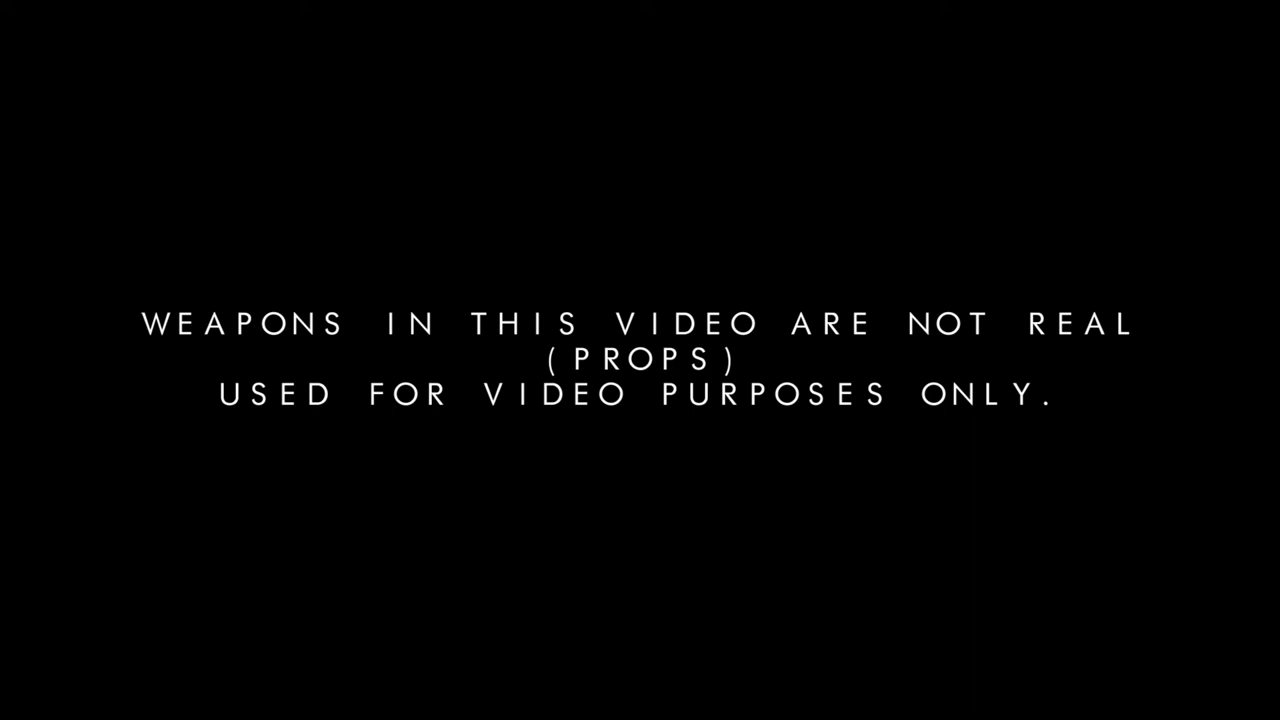 WEAPONS IN THIS VIDEO ARE NOT REAL
(PROPS)
USED FOR VIDEO PURPOSES ONLY.